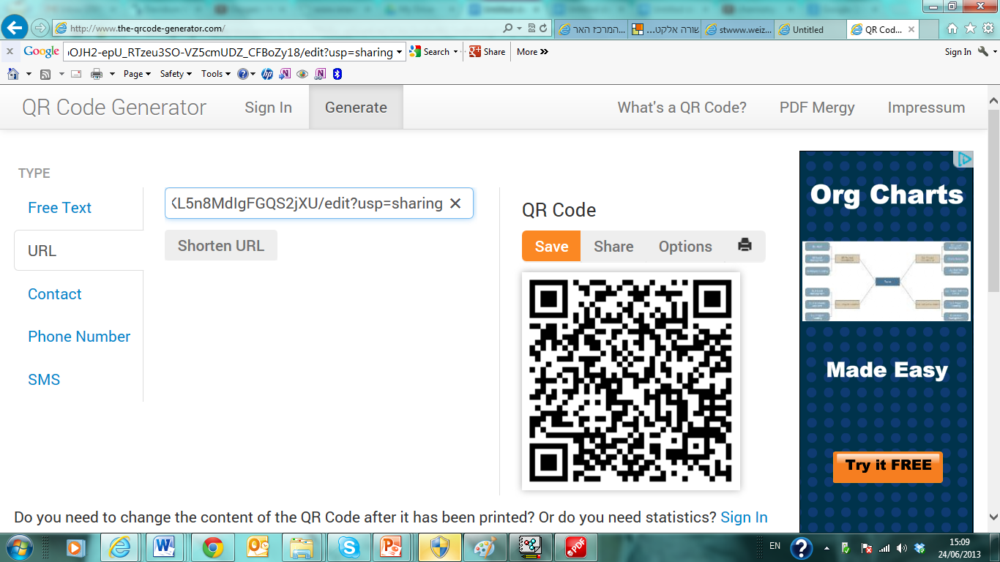 http://www.the-qrcode-generator.com/
...המרכז האר
...שורה אלקט
stwww.weiz...
Untitled
QR Cod...
Google
OJH2-epU_RTzeu3SO-VZ5cmUDZ_CFBoZy18/edit?usp=sharing
Search
Share
More »
Sign In
Page
Safety
Tools
QR Code Generator
Sign In
Generate
What's a QR Code?
PDF Mergy
Impressum
TYPE
Free Text
URL
Contact
Phone Number
SMS
L5n8MdIgFGQS2jXU/edit?usp=sharing
Shorten URL
QR Code
Save
Share
Options
Org Charts
Made Easy
Try it FREE
Do you need to change the content of the QR Code after it has been printed? Or do you need statistics? Sign In
EN
15:09
24/06/2013